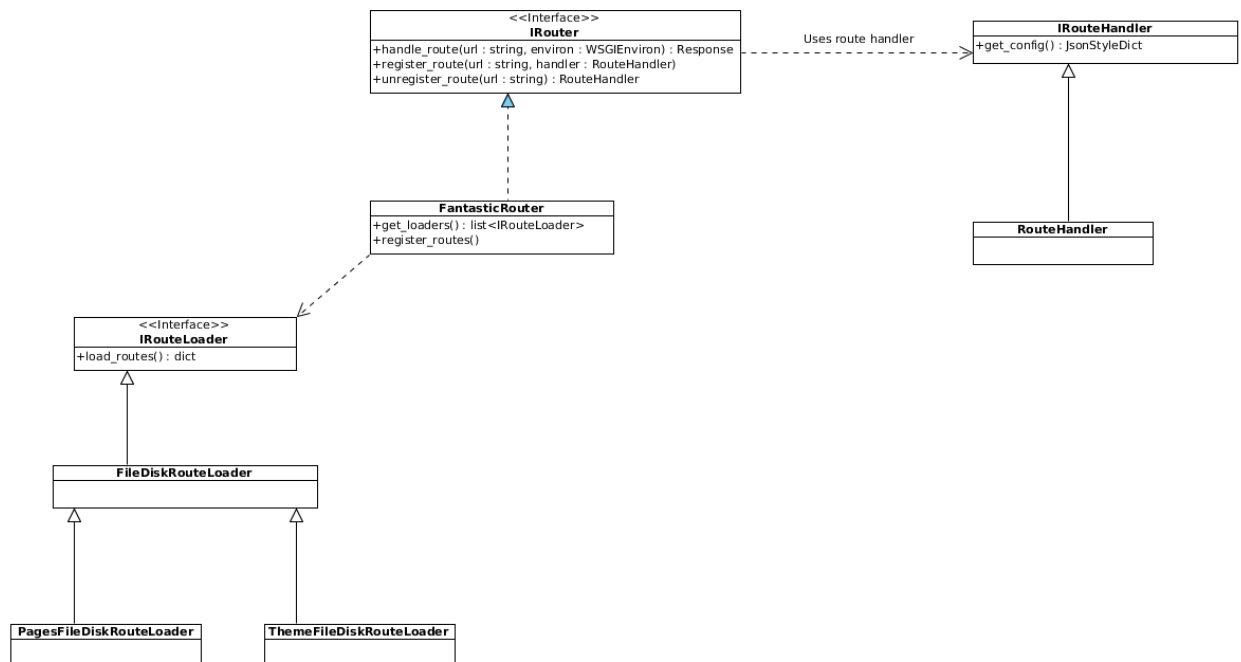 <<Interface>>
IRouter
+handle_route(url : string, environ : WSGIEnviron) : Response
+register_route(url : string, handler : RouteHandler)
+unregister_route(url : string) : RouteHandler
Uses route handler
IRouteHandler
+get_config() : JsonStyleDict
FantasticRouter
+get_loaders() : list<IRouteLoader>
+register_routes()
RouteHandler
<<Interface>>
IRouteLoader
+load_routes() : dict
FileDiskRouteLoader
PagesFileDiskRouteLoader
ThemeFileDiskRouteLoader